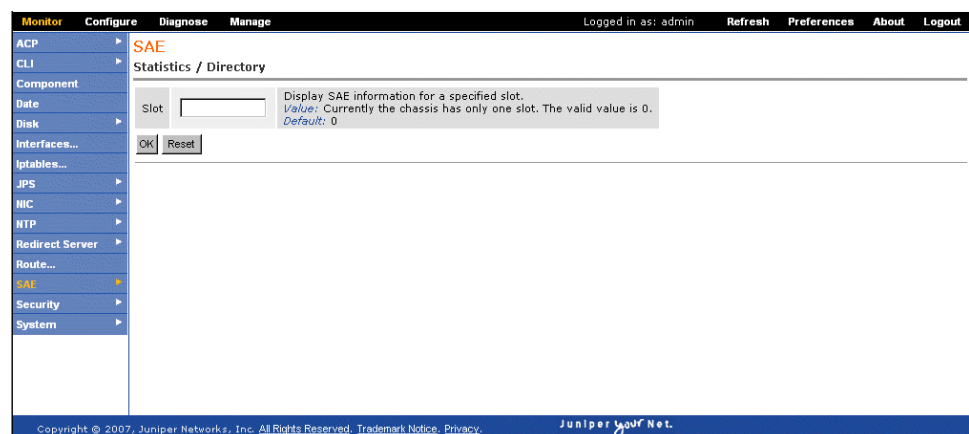 Monitor Configure Diagnose Manage Logged in as: admin Refresh Preferences About Logout
ACP
CLI
Component
Date
Disk
Interfaces...
Iptables...
JPS
NIC
NTP
Redirect Server
Route...
SAE
Security
System
SAE
Statistics / Directory
Slot
Display SAE information for a specified slot.
Value: Currently the chassis has only one slot. The valid value is 0.
Default: 0
OK Reset
Copyright © 2007, Juniper Networks, Inc. All Rights Reserved. Trademark Notice. Privacy.
Juniper your Net.